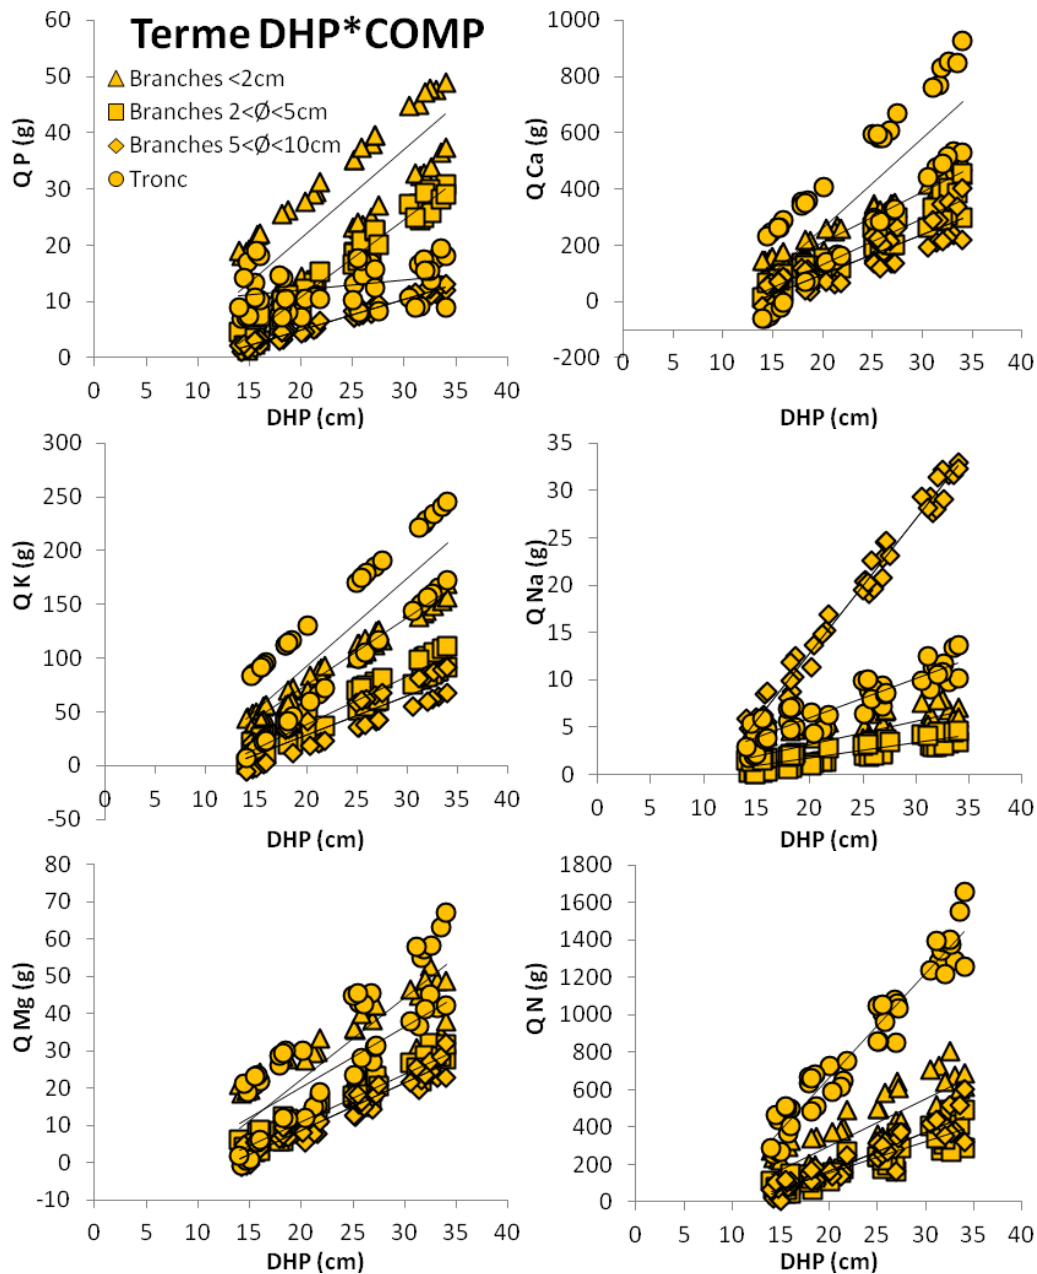 Terme DHP*COMP
Branches <2cm
Branches 2<Ø<5cm
Branches 5<Ø<10cm
Tronc
Q P (g)
60
50
40
30
20
10
0
0 5 10 15 20 25 30 35 40
DHP (cm)
Q Ca (g)
1000
800
600
400
200
0
-200
0 5 10 15 20 25 30 35 40
DHP (cm)
Q K (g)
300
250
200
150
100
50
0
-50
0 5 10 15 20 25 30 35 40
DHP (cm)
Q Na (g)
35
30
25
20
15
10
5
0
0 5 10 15 20 25 30 35 40
DHP (cm)
Q Mg (g)
80
70
60
50
40
30
20
10
0
-10
0 5 10 15 20 25 30 35 40
DHP (cm)
Q N (g)
1800
1600
1400
1200
1000
800
600
400
200
0
0 5 10 15 20 25 30 35 40
DHP (cm)